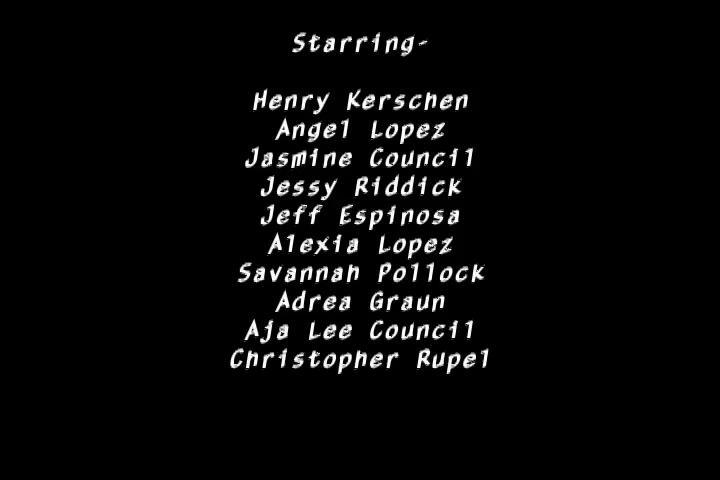 Starring-
Henry Kerschen
Angel Lopez
Jasmine Council
Jessy Riddick
Jeff Espinosa
Alexia Lopez
Savannah Pollock
Adrea Graun
Aja Lee Council
Christopher Rupel